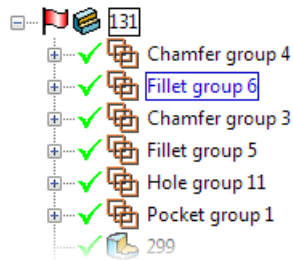 131
Chamfer group 4
Fillet group 6
Chamfer group 3
Fillet group 5
Hole group 11
Pocket group 1
299